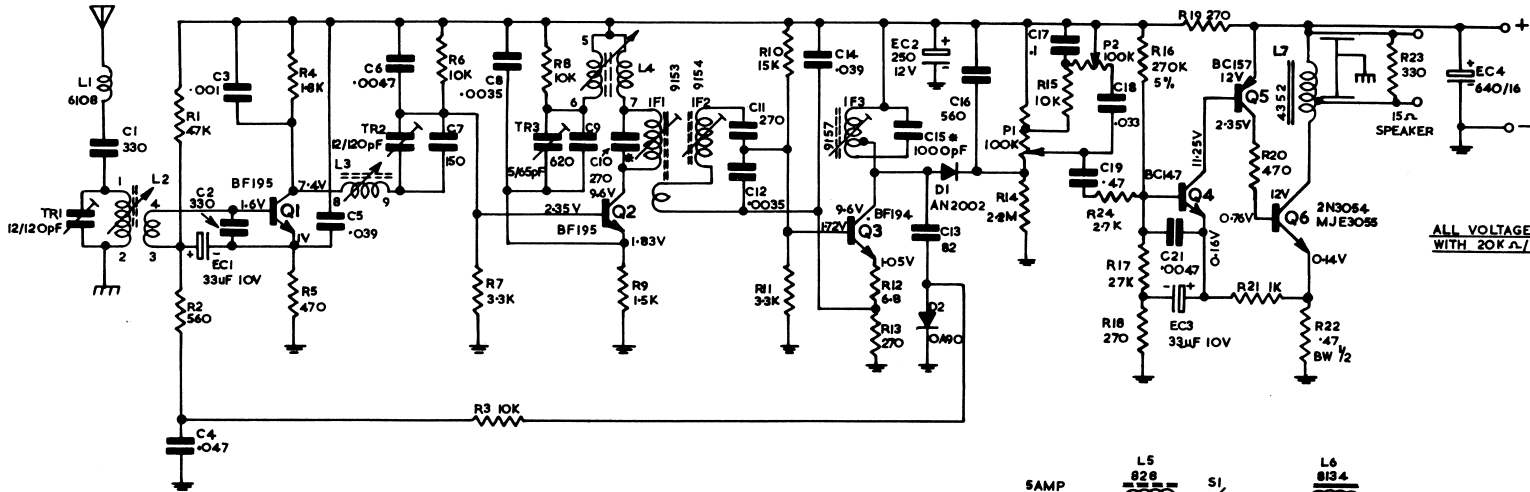 L1
6108
C1
330
TR1
12/120pF
1
L2
4
2
3
R1
47K
R2
560
C4
.047
C3
.001
R4
1.8K
C2
330
1.6V
BF195
Q1
7.4V
1V
+ -
EC1
33uF 10V
R5
470
C5
.039
L3
8
9
C6
.0047
R6
10K
TR2
12/120pF
C7
150
R3 10K
R7
3.3K
C8
.0035
R8
10K
5
L4
6
7
TR3
5/65pF
C9
620
C10
*
270
9.6V
2.35V
BF195
Q2
1.83V
R9
1.5K
1F1
9153
9154
1F2
C11
270
C12
.0035
R10
15K
R11
3.3K
C14
.039
1F3
9157
C15*
1000pF
9.6V
1.72V
BF194
Q3
1.05V
R12
6.8
R13
270
C13
82
D2
OA90
D1
AN2002
EC2
250
12V
+
-
C16
560
P1
100K
R14
2.2M
C17
.1
R15
10K
P2
100K
C18
.033
C19
.47
R24
2.7K
R16
270K
5%
R19 270
BC147
Q4
0.16V
C21
.0047
R17
27K
R18
270
- +
EC3
33uF 10V
R21 1K
11.25V
BC157
12V
Q5
2.35V
R20
470
L7
4352
12V
0.76V
Q6
2N3054
MJE3055
0.14V
R22
.47
BW 1/2
R23
330
15Ω
SPEAKER
EC4
640/16
+
-
+
-
ALL VOLTAGE
WITH 20K Ω/
5AMP
L5
828
S1
L6
8134